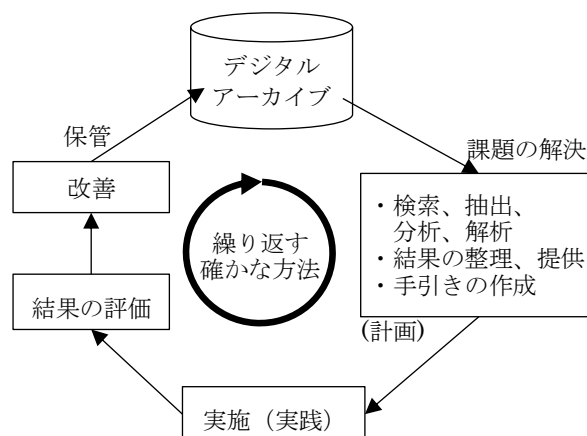 デジタル
アーカイブ
保管
課題の解決
改善
・検索、抽出、
分析、解析
・結果の整理、提供
・手引きの作成
繰り返す
確かな方法
結果の評価
(計画)
実施（実践）